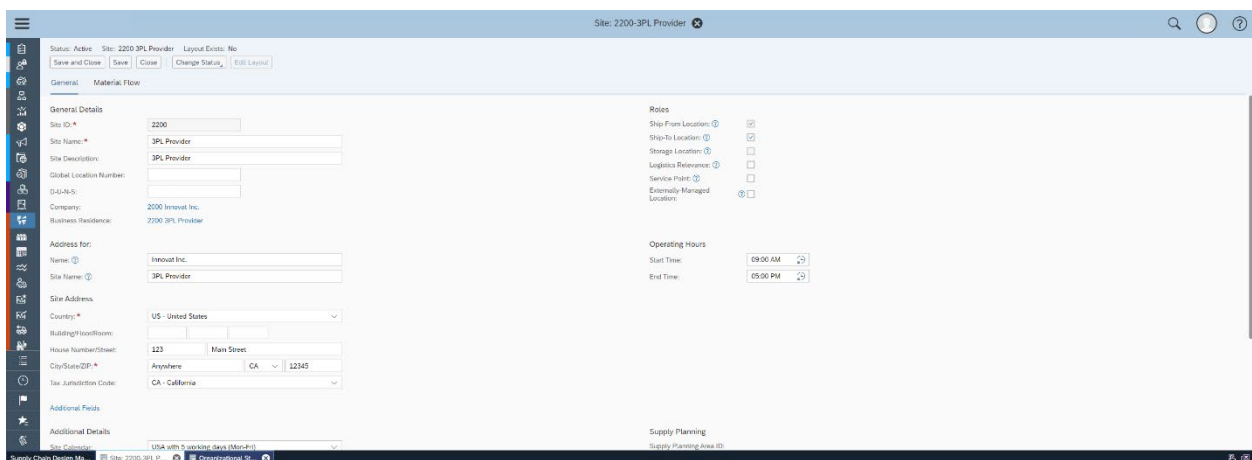 Site: 2200-3PL Provider
Status: Active Site: 2200 3PL Provider Layout Exists: No
Save and Close Save Close Change Status Edit Layout
General Material Flow
General Details
Site ID:* 2200
Site Name:* 3PL Provider
Site Description: 3PL Provider
Global Location Number:
D-U-N-S:
Company: 2000 Innovat Inc.
Business Residence: 2200 3PL Provider
Address for:
Name: Innovat Inc.
Site Name: 3PL Provider
Site Address
Country:* US - United States
Building/Floor/Room:
House Number/Street: 123 Main Street
City/State/ZIP:* Anywhere CA 12345
Tax Jurisdiction Code: CA - California
Additional Fields
Additional Details
Site Calendar: USA with 5 working days (Mon-Fri)
Roles
Ship-From Location:
Ship-To Location:
Storage Location:
Logistics Relevance:
Service Point:
Externally-Managed
Location:
Operating Hours
Start Time: 09:00 AM
End Time: 05:00 PM
Supply Planning
Supply Planning Area ID:
Supply Chain Design Ma... Site: 2200-3PL P... Organizational St...